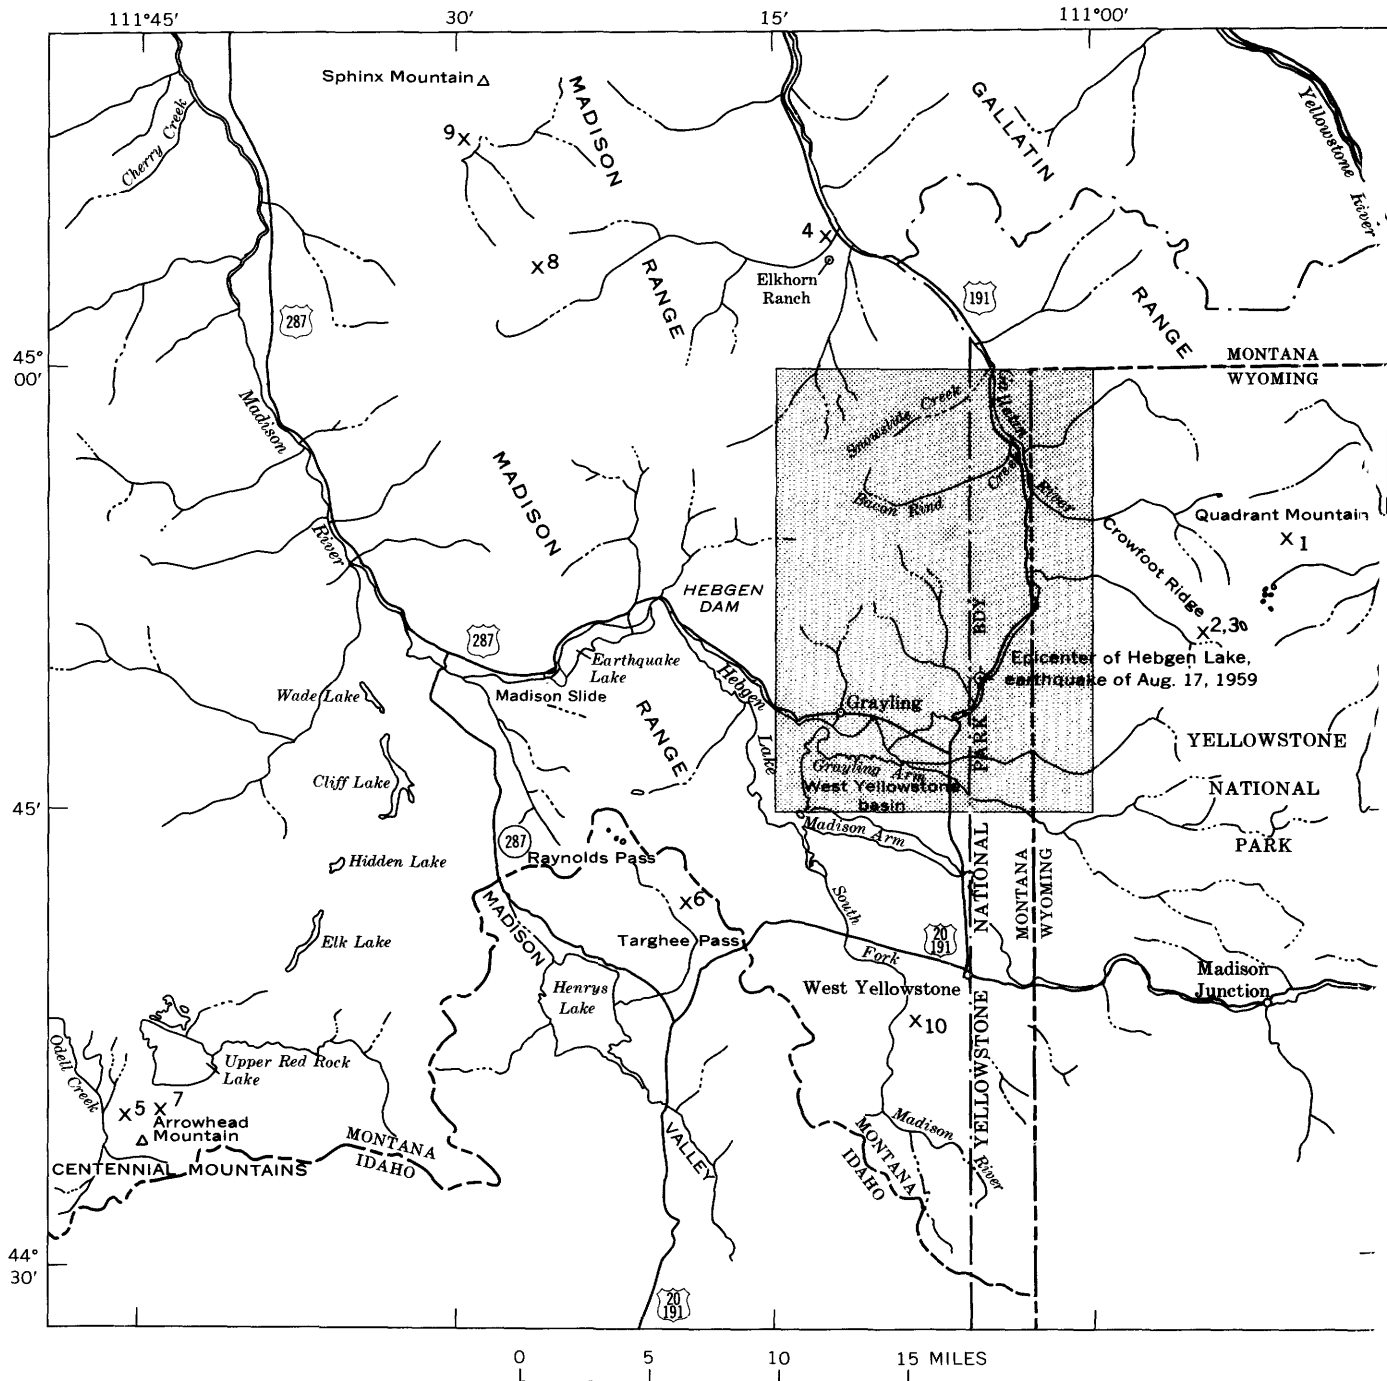 111°45'
30'
15'
111°00'
Sphinx Mountain
MADISON
GALLATIN
Yellowstone River
Cherry Creek
9
4
8
RANGE
Elkhorn
Ranch
191
RANGE
287
45°
00'
MONTANA
WYOMING
Madison
Snowslide Creek
Gallatin
MADISON
Creek
Bacon Rind
River
Quadrant Mountain
1
Crowfoot Ridge
River
HEBGEN
DAM
BDY
2,3
287
Earthquake
Lake
Epicenter of Hebgen Lake,
earthquake of Aug. 17, 1959
Hebgen
Wade Lake
Madison Slide
Grayling
RANGE
Lake
PARK
YELLOWSTONE
Cliff Lake
Grayling Arm
West Yellowstone
basin
NATIONAL
45'
Madison Arm
287
Raynolds Pass
PARK
Hidden Lake
NATIONAL
MONTANA
WYOMING
MADISON
6
South
Elk Lake
Targhee Pass
20
191
Fork
Madison
Junction
Henrys
Lake
West Yellowstone
10
YELLOWSTONE
Odell Creek
Upper Red Rock
Lake
5
7
Arrowhead
Mountain
Madison
River
MONTANA
IDAHO
VALLEY
MONTANA
IDAHO
CENTENNIAL MOUNTAINS
44°
30'
20
191
0
5
10
15 MILES